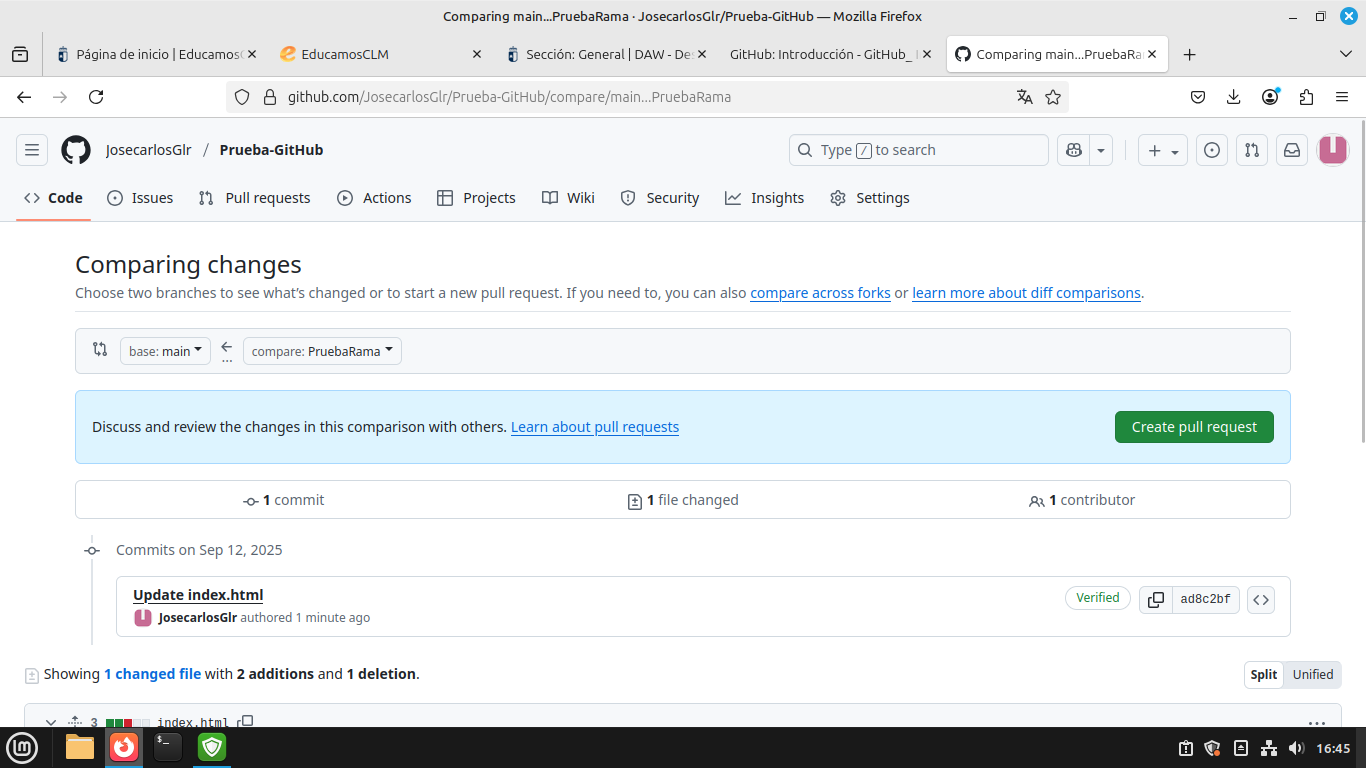 Comparing main...PruebaRama · JosecarlosGlr/Prueba-GitHub — Mozilla Firefox
Página de inicio | Educamos
EducamosCLM
Sección: General | DAW - De
GitHub: Introducción - GitHub_
Comparing main...PruebaRa
github.com/JosecarlosGlr/Prueba-GitHub/compare/main...PruebaRama
JosecarlosGlr / Prueba-GitHub
Type / to search
Code Issues Pull requests Actions Projects Wiki Security Insights Settings
Comparing changes
Choose two branches to see what's changed or to start a new pull request. If you need to, you can also compare across forks or learn more about diff comparisons.
base: main ... compare: PruebaRama
Discuss and review the changes in this comparison with others. Learn about pull requests
Create pull request
1 commit 1 file changed 1 contributor
Commits on Sep 12, 2025
Update index.html
Verified ad8c2bf
JosecarlosGlr authored 1 minute ago
Showing 1 changed file with 2 additions and 1 deletion.
Split Unified
3 index.html
16:45